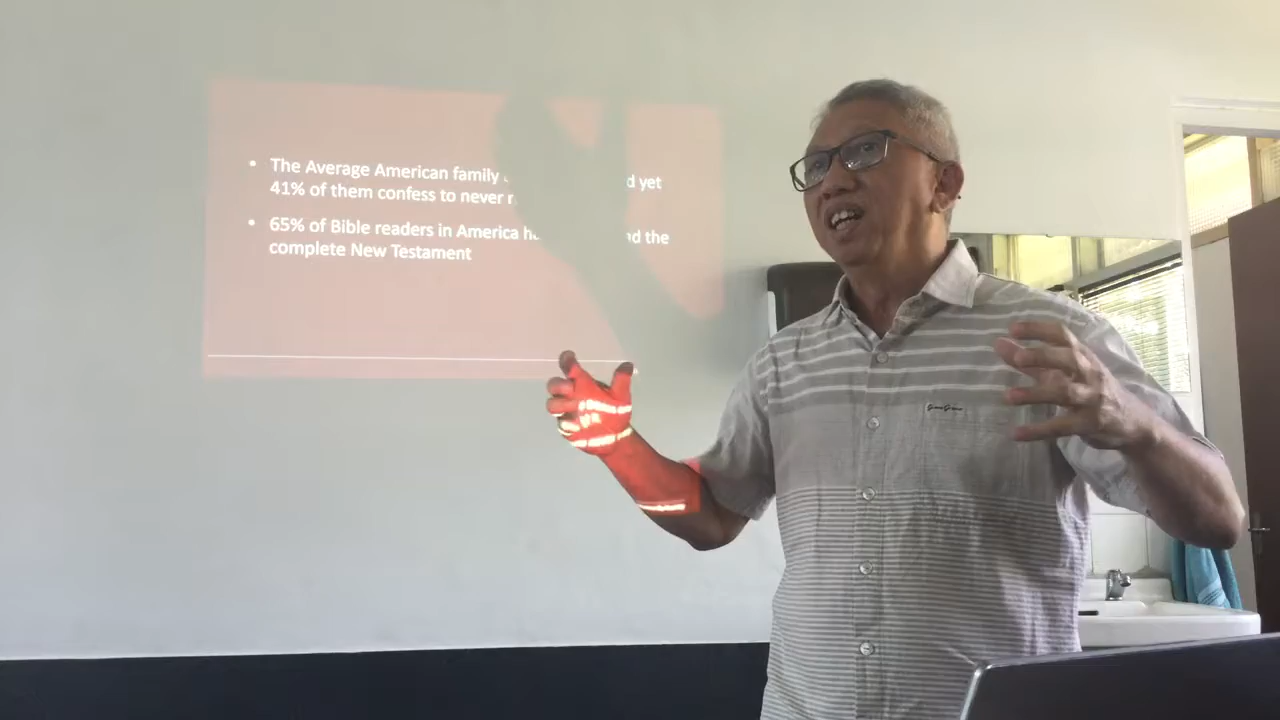 • The Average American family d yet
41% of them confess to never
• 65% of Bible readers in America the
complete New Testament